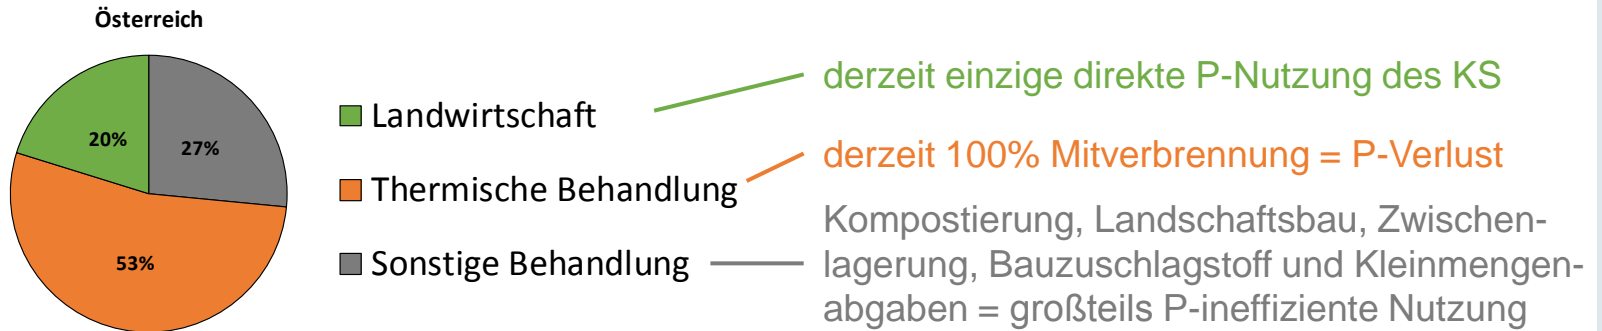 Österreich
20%
27%
53%
Landwirtschaft
Thermische Behandlung
Sonstige Behandlung
derzeit einzige direkte P-Nutzung des KS
derzeit 100% Mitverbrennung = P-Verlust
Kompostierung, Landschaftsbau, Zwischen-
lagerung, Bauzuschlagstoff und Kleinmengen-
abgaben = großteils P-ineffiziente Nutzung